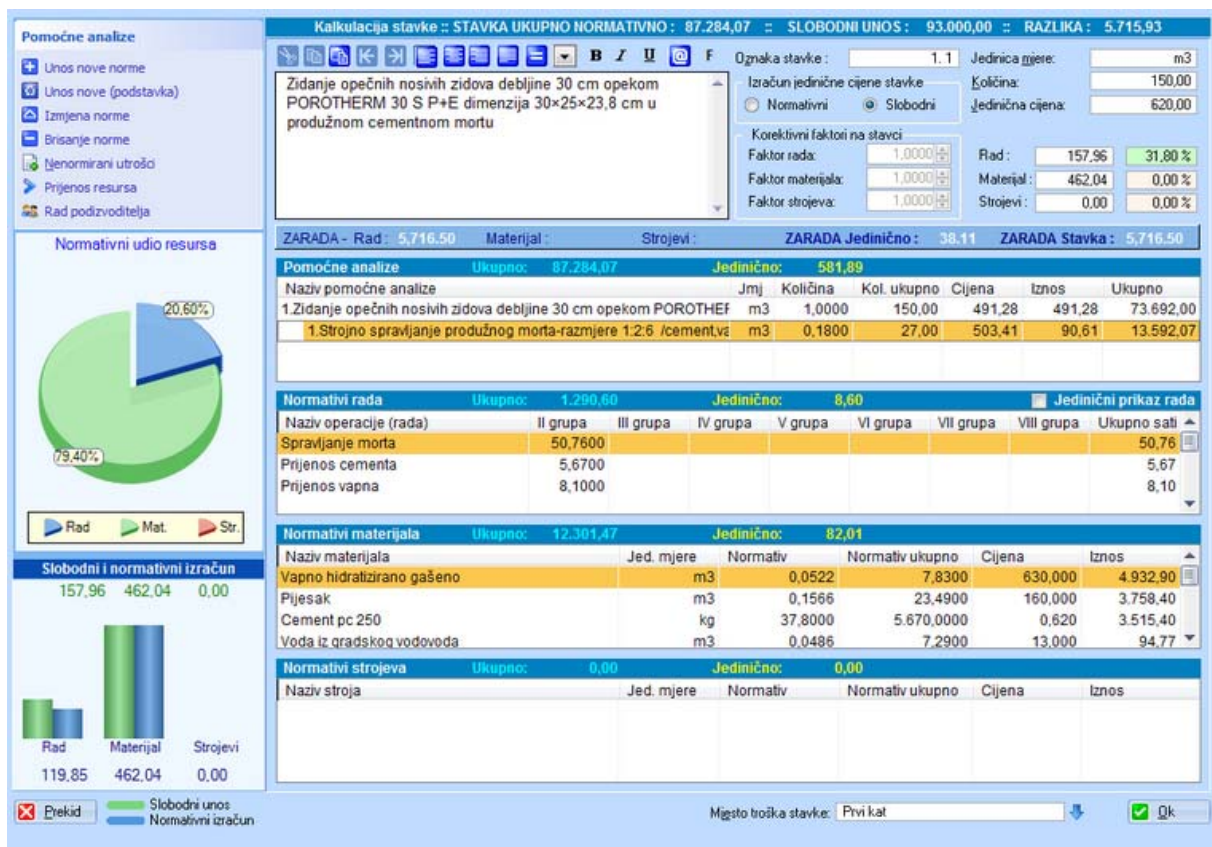 Kalkulacija stavke :: STAVKA UKUPNO NORMATIVNO : 87.284,07 :: SLOBODNI UNOS : 93.000,00 :: RAZLIKA : 5.715,93
Pomoćne analize
Unos nove norme
Unos nove (podstavka)
Izmjena norme
Brisanje norme
Nenormirani utrošci
Prijenos resursa
Rad podizvoditelja
B I U @ F
Zidanje opečnih nosivih zidova debljine 30 cm opekom
POROTHERM 30 S P+E dimenzija 30×25×23,8 cm u
produžnom cementnom mortu
Oznaka stavke : 1. 1
Izračun jedinične cijene stavke
Normativni Slobodni
Korektivni faktori na stavci
Faktor rada: 1,0000
Faktor materijala: 1,0000
Faktor strojeva: 1,0000
Jedinica mjere: m3
Količina: 150,00
Jedinična cijena: 620,00
Rad : 157,96 31,80 %
Materijal : 462,04 0,00 %
Strojevi : 0,00 0,00 %
ZARADA - Rad : 5,716.50 Materijal : Strojevi : ZARADA Jedinično : 38.11 ZARADA Stavka : 5,716.50
Normativni udio resursa
20,60%
79,40%
Rad Mat. Str.
Pomoćne analize Ukupno: 87.284,07 Jedinično: 581,89
Naziv pomoćne analize Jmj Količina Kol. ukupno Cijena Iznos Ukupno
1.Zidanje opečnih nosivih zidova debljine 30 cm opekom POROTHEF m3 1,0000 150,00 491,28 491,28 73.692,00
1.Strojno spravljanje produžnog morta-razmjere 1:2:6 /cement,va m3 0,1800 27,00 503,41 90,61 13.592,07
Normativi rada Ukupno: 1.290,60 Jedinično: 8,60 Jedinični prikaz rada
Naziv operacije (rada) II grupa III grupa IV grupa V grupa VI grupa VII grupa VIII grupa Ukupno sati
Spravljanje morta 50,7600 50,76
Prijenos cementa 5,6700 5,67
Prijenos vapna 8,1000 8,10
Normativi materijala Ukupno: 12.301,47 Jedinično: 82,01
Naziv materijala Jed. mjere Normativ Normativ ukupno Cijena Iznos
Vapno hidratizirano gašeno m3 0,0522 7,8300 630,000 4.932,90
Pijesak m3 0,1566 23,4900 160,000 3.758,40
Cement pc 250 kg 37,8000 5.670,0000 0,620 3.515,40
Voda iz gradskog vodovoda m3 0,0486 7,2900 13,000 94,77
Normativi strojeva Ukupno: 0,00 Jedinično: 0,00
Naziv stroja Jed. mjere Normativ Normativ ukupno Cijena Iznos
Slobodni i normativni izračun
157,96 462,04 0,00
Rad Materijal Strojevi
119,85 462,04 0,00
Prekid
Slobodni unos
Normativni izračun
Mjesto troška stavke: Prvi kat
Ok